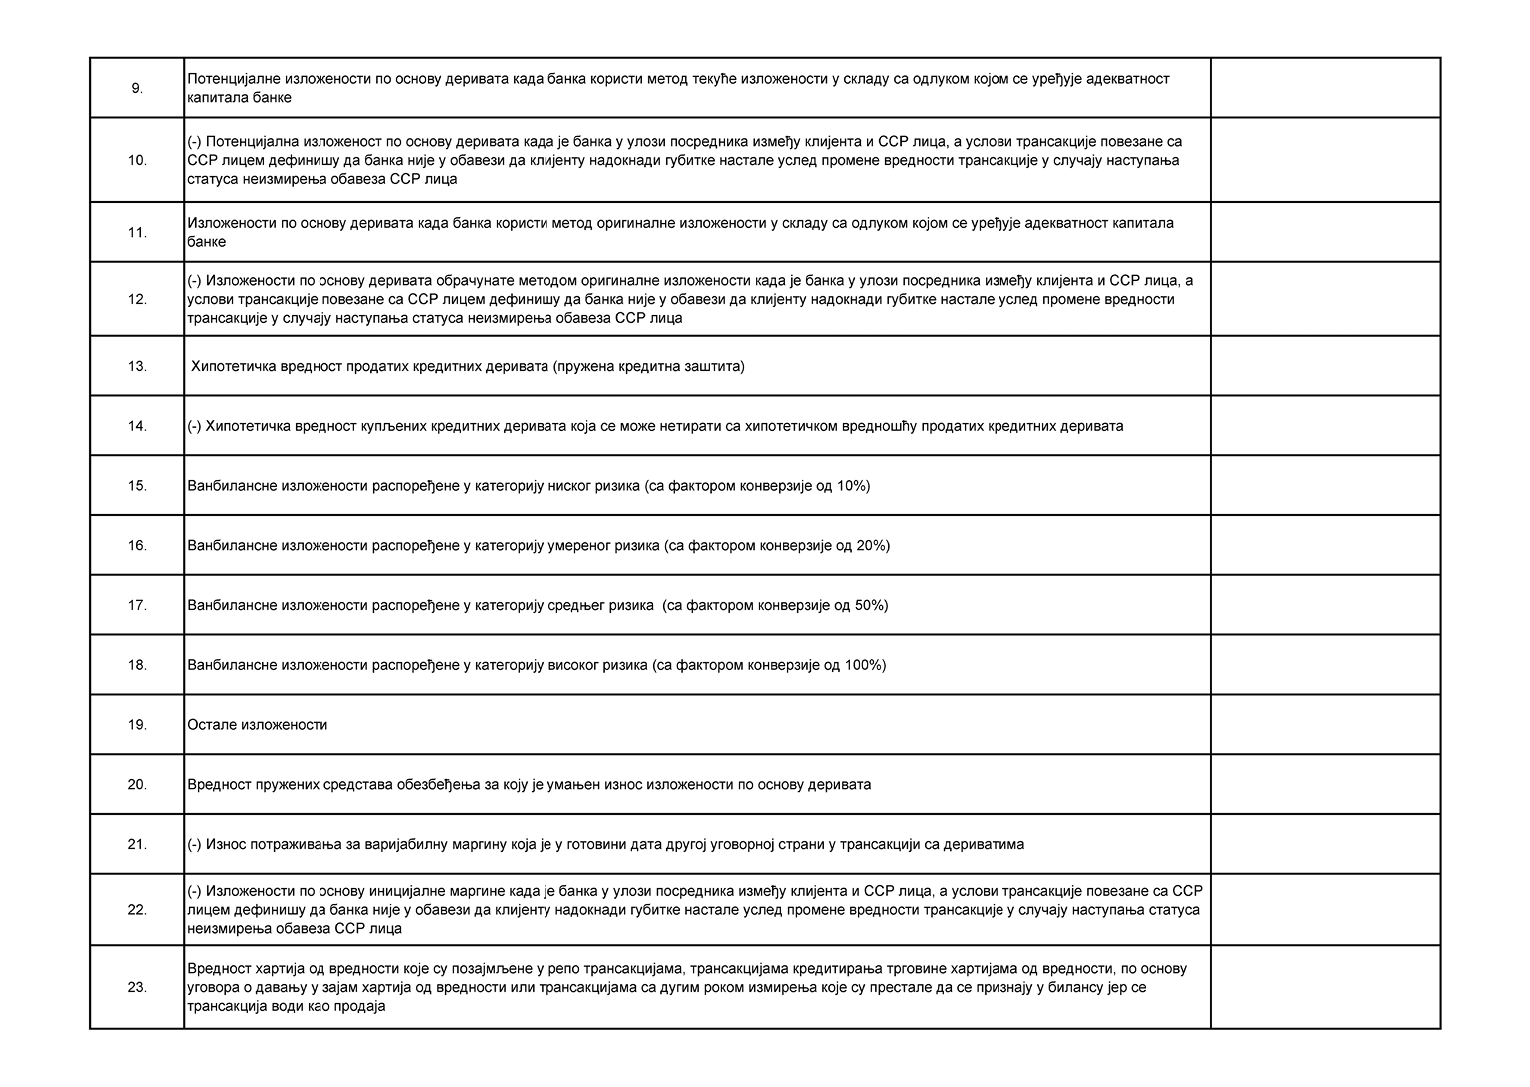 9.
Потенцијалне изложености по основу деривата када банка користи метод текуће изложености у складу са одлуком којом се уређује адекватност
капитала банке
10.
(-) Потенцијална изложеност по основу деривата када је банка у улози посредника између клијента и ССР лица, а услови трансакције повезане са
ССР лицем дефинишу да банка није у обавези да клијенту надокнади губитке настале услед промене вредности трансакције у случају наступања
статуса неизмирења обавеза ССР лица
11.
Изложености по основу деривата када банка користи метод оригиналне изложености у складу са одлуком којом се уређује адекватност капитала
банке
12.
(-) Изложености по основу деривата обрачунате методом оригиналне изложености када је банка у улози посредника између клијента и ССР лица, а
услови трансакције повезане са ССР лицем дефинишу да банка није у обавези да клијенту надокнади губитке настале услед промене вредности
трансакције у случају наступања статуса неизмирења обавеза ССР лица
13.
Хипотетичка вредност продатих кредитних деривата (пружена кредитна заштита)
14.
(-) Хипотетичка вредност купљених кредитних деривата која се може нетирати са хипотетичком вредношћу продатих кредитних деривата
15.
Ванбилансне изложености распоређене у категорију ниског ризика (са фактором конверзије од 10%)
16.
Ванбилансне изложености распоређене у категорију умереног ризика (са фактором конверзије од 20%)
17.
Ванбилансне изложености распоређене у категорију средњег ризика (са фактором конверзије од 50%)
18.
Ванбилансне изложености распоређене у категорију високог ризика (са фактором конверзије од 100%)
19.
Остале изложености
20.
Вредност пружених средстава обезбеђења за коју је умањен износ изложености по основу деривата
21.
(-) Износ потраживања за варијабилну маргину која је у готовини дата другој уговорној страни у трансакцији са дериватима
22.
(-) Изложености по основу иницијалне маргине када је банка у улози посредника између клијента и ССР лица, а услови трансакције повезане са ССР
лицем дефинишу да банка није у обавези да клијенту надокнади губитке настале услед промене вредности трансакције у случају наступања статуса
неизмирења обавеза ССР лица
23.
Вредност хартија од вредности које су позајмљене у репо трансакцијама, трансакцијама кредитирања трговине хартијама од вредности, по основу
уговора о давању у зајам хартија од вредности или трансакцијама са дугим роком измирења које су престале да се признају у билансу јер се
трансакција води као продаја